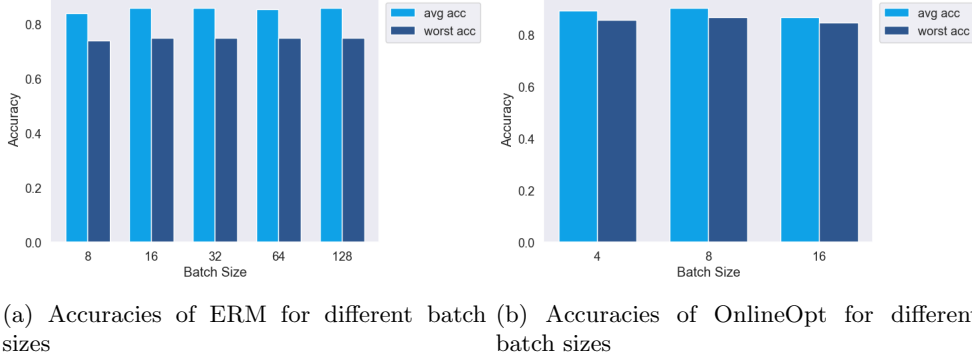 avg acc
worst acc
0.8
0.6
0.4
0.2
0.0
Accuracy
8 16 32 64 128
Batch Size
(a) Accuracies of ERM for different batch
sizes
avg acc
worst acc
0.8
0.6
0.4
0.2
0.0
Accuracy
4 8 16
Batch Size
(b) Accuracies of OnlineOpt for different
batch sizes